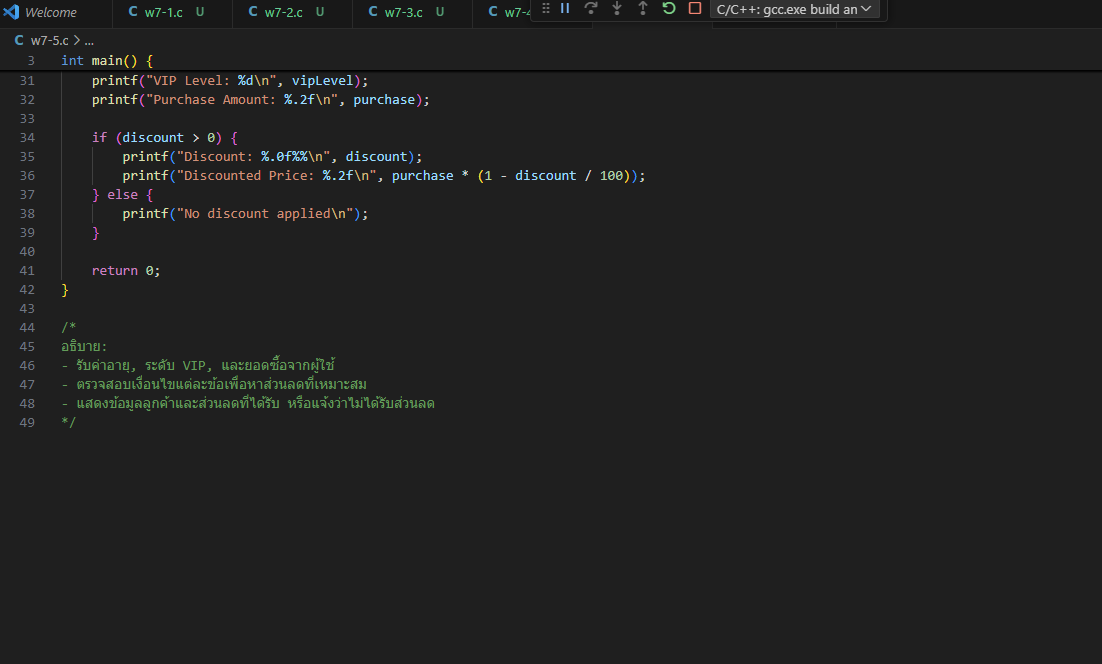 Welcome
C w7-1.c U
C w7-2.c U
C w7-3.c U
C w7-4
C/C++: gcc.exe build an
C w7-5.c > ...
3 int main() {
31 printf("VIP Level: %d\n", vipLevel);
32 printf("Purchase Amount: %.2f\n", purchase);
33
34 if (discount > 0) {
35 printf("Discount: %.0f%%\n", discount);
36 printf("Discounted Price: %.2f\n", purchase * (1 - discount / 100));
37 } else {
38 printf("No discount applied\n");
39 }
40
41 return 0;
42 }
43
44 /*
45 อธิบาย:
46 - รับค่าอายุ, ระดับ VIP, และยอดซื้อจากผู้ใช้
47 - ตรวจสอบเงื่อนไขแต่ละข้อเพื่อหาส่วนลดที่เหมาะสม
48 - แสดงข้อมูลลูกค้าและส่วนลดที่ได้รับ หรือแจ้งว่าไม่ได้รับส่วนลด
49 */